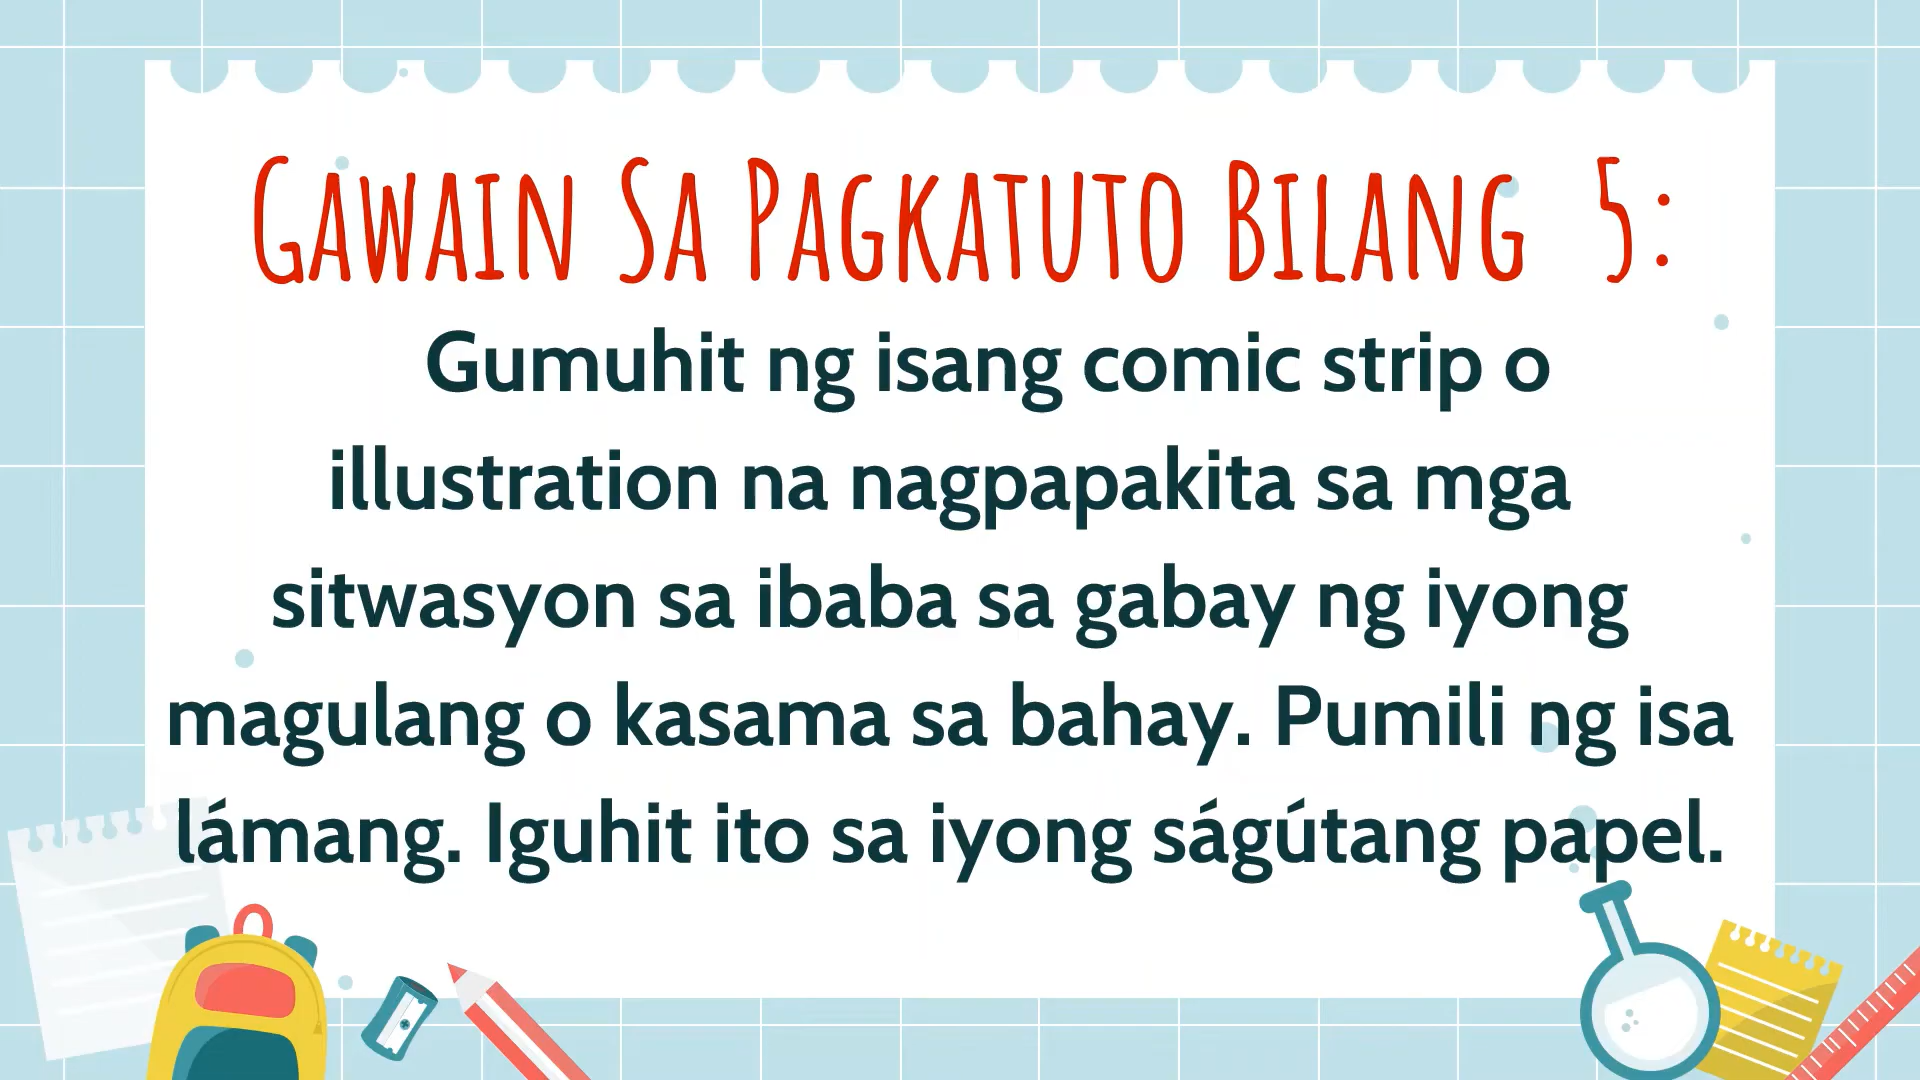 Gawain Sa Pagkatuto Bilang 5:
Gumuhit ng isang comic strip o
illustration na nagpapakita sa mga
sitwasyon sa ibaba sa gabay ng iyong
magulang o kasama sa bahay. Pumili ng isa
lámang. Iguhit ito sa iyong ságútang papel.